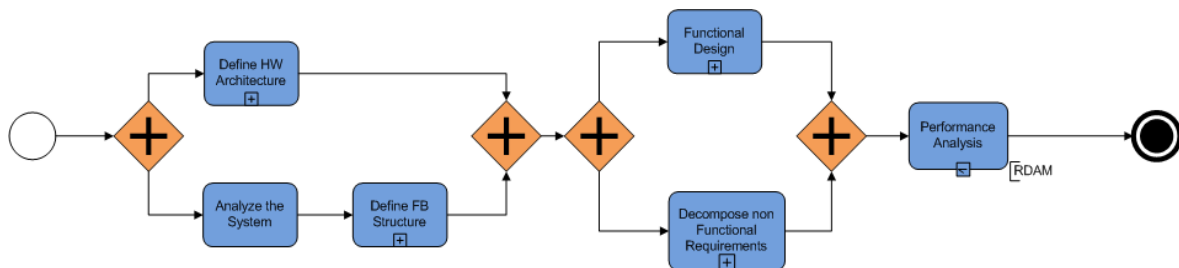 Define HW
Architecture
Analyze the
System
Define FB
Structure
Functional
Design
Decompose non
Functional
Requirements
Performance
Analysis
RDAM